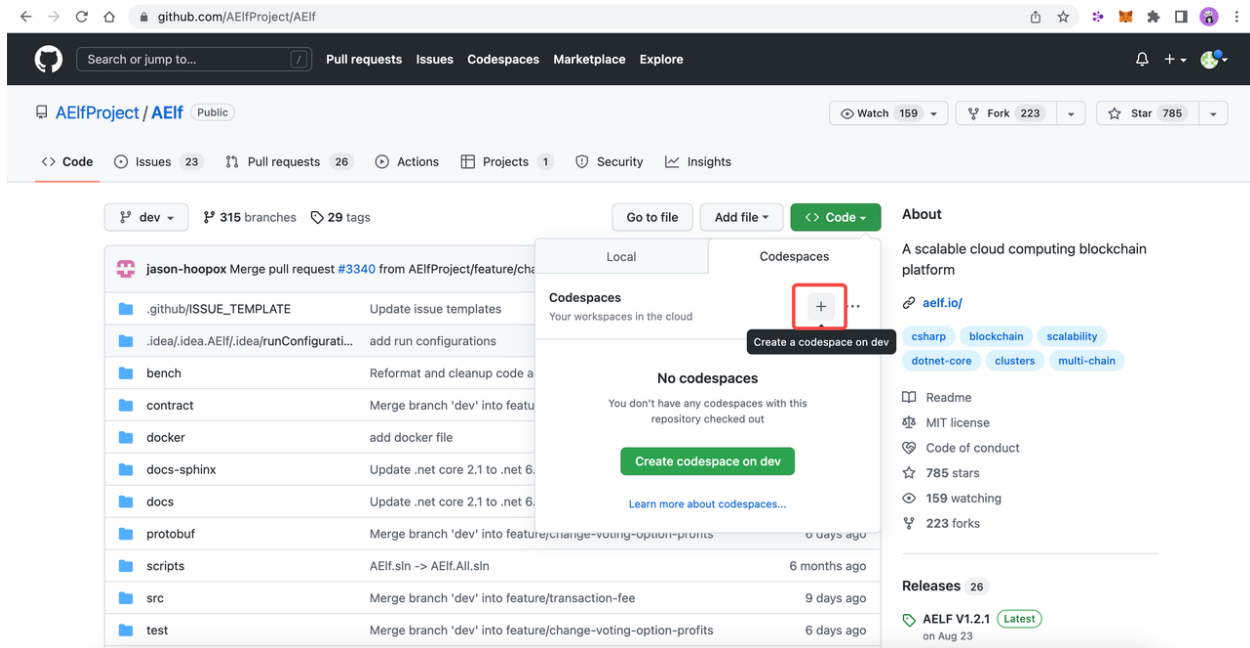 github.com/AElfProject/AElf
Search or jump to... / Pull requests Issues Codespaces Marketplace Explore
AElfProject / AElf Public Watch 159 Fork 223 Star 785
<> Code Issues 23 Pull requests 26 Actions Projects 1 Security Insights
dev 315 branches 29 tags Go to file Add file <> Code
jason-hoopox Merge pull request #3340 from AElfProject/feature/cha
.github/ISSUE_TEMPLATE Update issue templates
.idea/.idea.AElf/.idea/runConfigurati... add run configurations
bench Reformat and cleanup code a
contract Merge branch 'dev' into featu
docker add docker file
docs-sphinx Update .net core 2.1 to .net 6.
docs Update .net core 2.1 to .net 6.
protobuf Merge branch 'dev' into feature/change-voting-option-profits 6 days ago
scripts AElf.sln -> AElf.All.sln 6 months ago
src Merge branch 'dev' into feature/transaction-fee 9 days ago
test Merge branch 'dev' into feature/change-voting-option-profits 6 days ago
Local Codespaces
Codespaces
Your workspaces in the cloud
+ ...
Create a codespace on dev
No codespaces
You don't have any codespaces with this
repository checked out
Create codespace on dev
Learn more about codespaces...
About
A scalable cloud computing blockchain
platform
aelf.io/
csharp blockchain scalability
dotnet-core clusters multi-chain
Readme
MIT license
Code of conduct
785 stars
159 watching
223 forks
Releases 26
AELF V1.2.1 Latest
on Aug 23